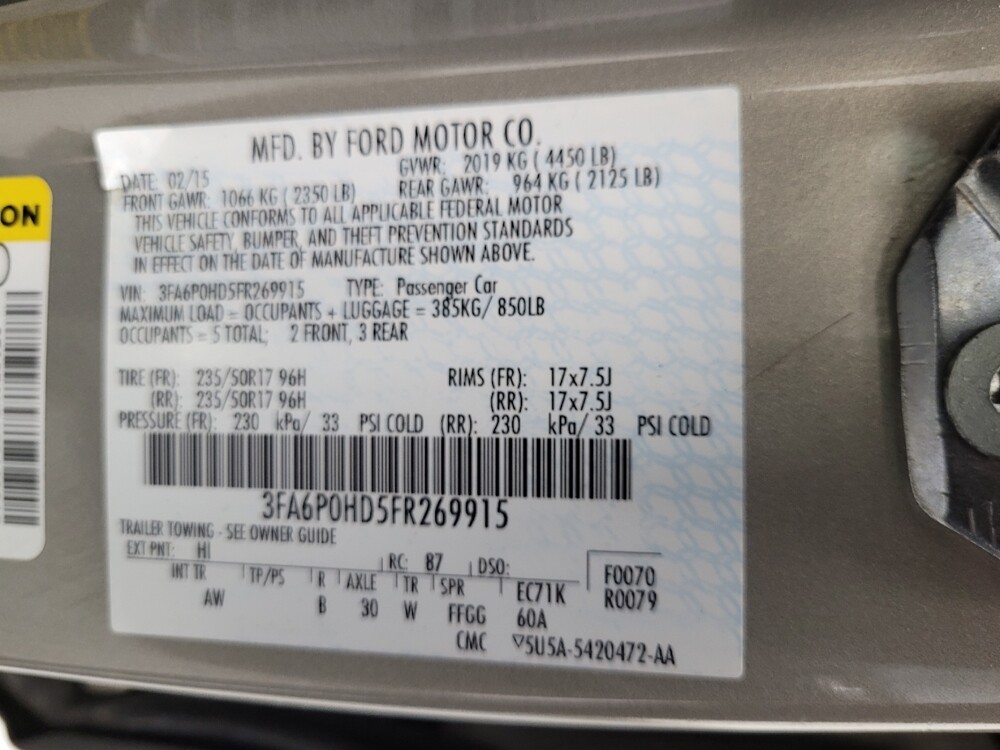 MFD. BY FORD MOTOR CO.
DATE: 02/15 GVWR: 2019 KG ( 4450 LB)
FRONT GAWR: 1066 KG ( 2350 LB) REAR GAWR: 964 KG ( 2125 LB)
THIS VEHICLE CONFORMS TO ALL APPLICABLE FEDERAL MOTOR
VEHICLE SAFETY, BUMPER, AND THEFT PREVENTION STANDARDS
IN EFFECT ON THE DATE OF MANUFACTURE SHOWN ABOVE.
VIN: 3FA6P0HD5FR269915 TYPE: Passenger Car
MAXIMUM LOAD = OCCUPANTS + LUGGAGE = 385KG/ 850LB
OCCUPANTS = 5 TOTAL; 2 FRONT, 3 REAR
TIRE (FR): 235/50R17 96H RIMS (FR): 17x7.5J
(RR): 235/50R17 96H (RR): 17x7.5J
PRESSURE (FR): 230 kPa/ 33 PSI COLD (RR): 230 kPa/ 33 PSI COLD
3FA6P0HD5FR269915
TRAILER TOWING - SEE OWNER GUIDE
EXT PNT: HI RC: 87 DSO: F0070
INT TR TP/PS R AXLE TR SPR EC71K R0079
AW B 30 W FFGG 60A
CMC ▽5U5A-5420472-AA
ON